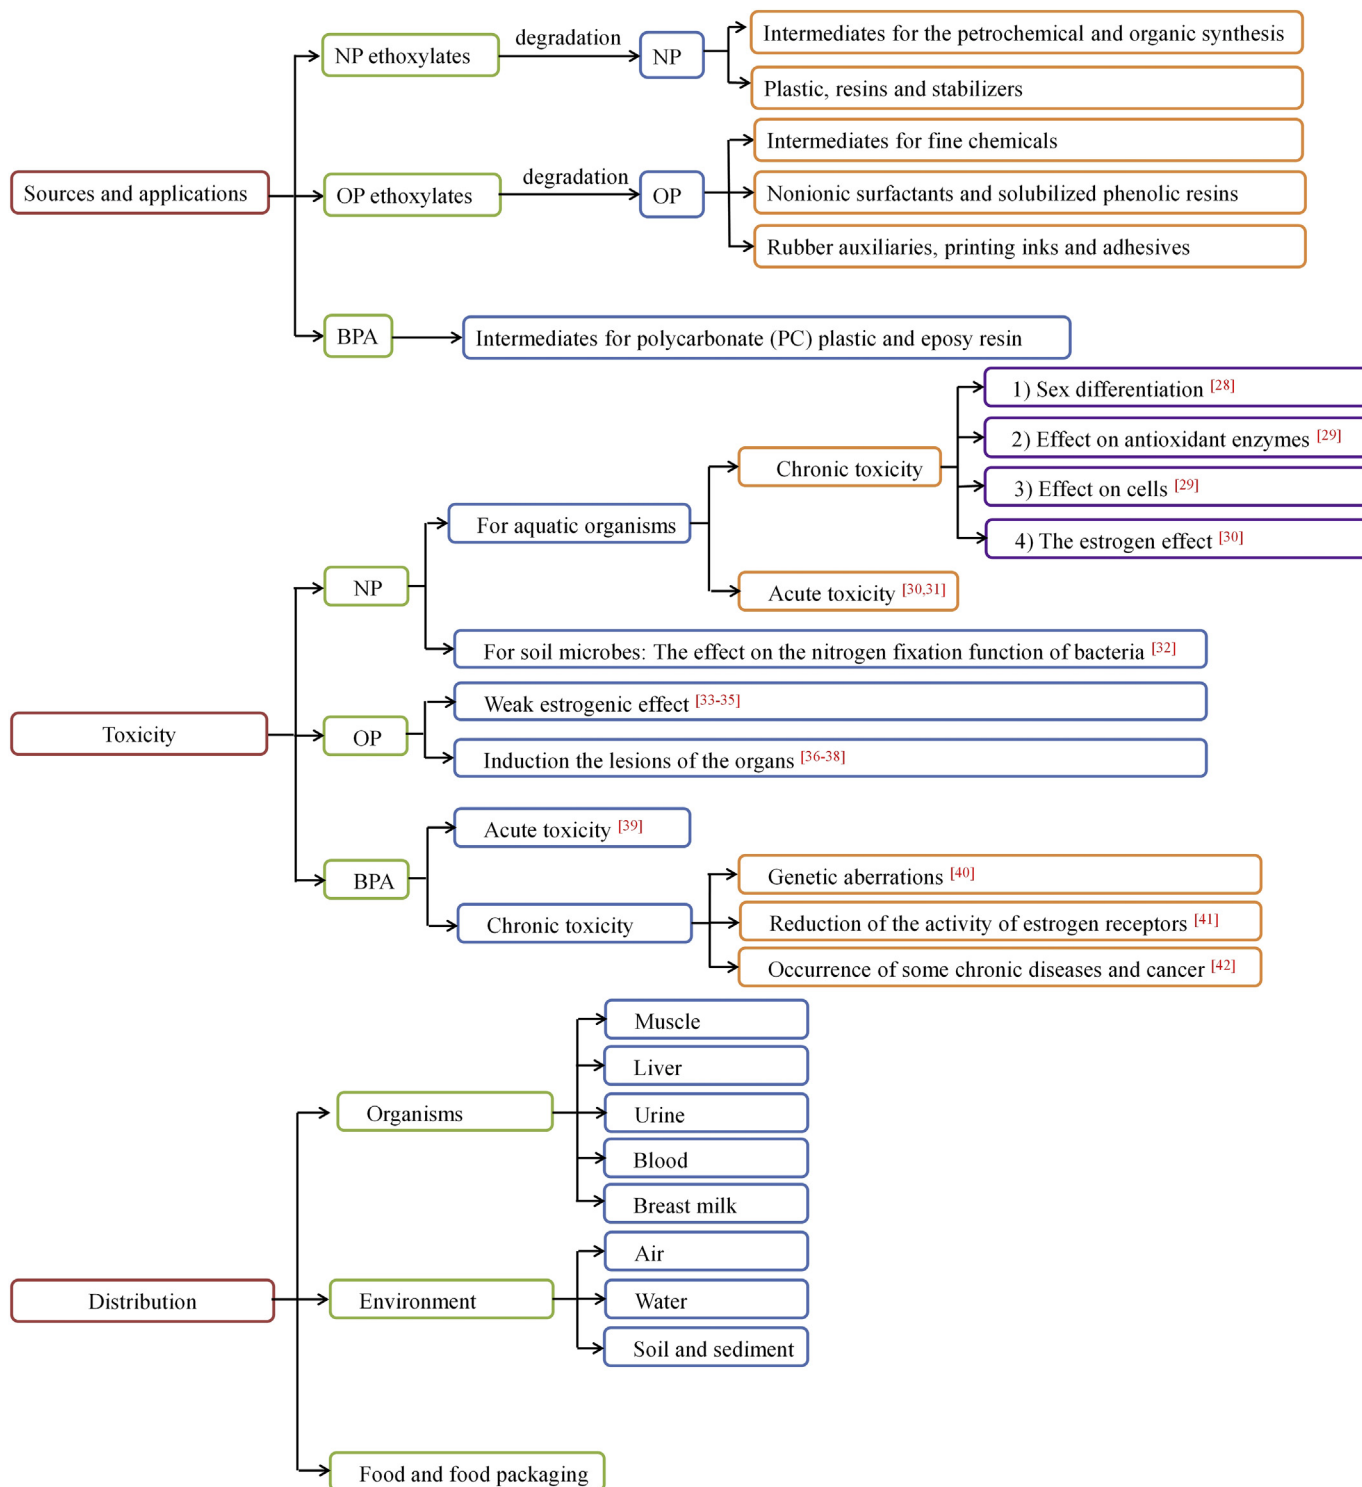 NP ethoxylates
degradation
NP
Intermediates for the petrochemical and organic synthesis
Plastic, resins and stabilizers
Sources and applications
OP ethoxylates
degradation
OP
Intermediates for fine chemicals
Nonionic surfactants and solubilized phenolic resins
Rubber auxiliaries, printing inks and adhesives
BPA
Intermediates for polycarbonate (PC) plastic and eposy resin
Toxicity
NP
For aquatic organisms
Chronic toxicity
1) Sex differentiation [28]
2) Effect on antioxidant enzymes [29]
3) Effect on cells [29]
4) The estrogen effect [30]
Acute toxicity [30,31]
For soil microbes: The effect on the nitrogen fixation function of bacteria [32]
OP
Weak estrogenic effect [33-35]
Induction the lesions of the organs [36-38]
BPA
Acute toxicity [39]
Chronic toxicity
Genetic aberrations [40]
Reduction of the activity of estrogen receptors [41]
Occurrence of some chronic diseases and cancer [42]
Distribution
Organisms
Muscle
Liver
Urine
Blood
Breast milk
Environment
Air
Water
Soil and sediment
Food and food packaging